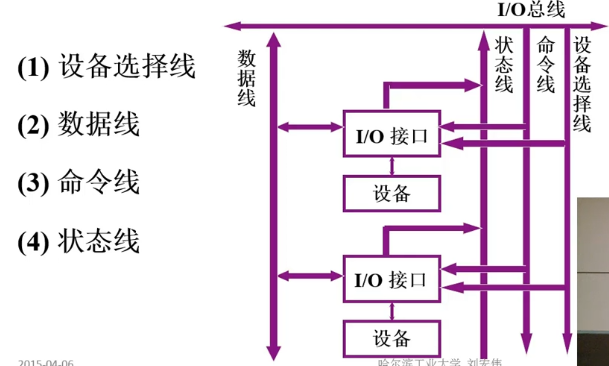 I/O总线
(1) 设备选择线
(2) 数据线
(3) 命令线
(4) 状态线
数据线
状态线
命令线
设备选择线
I/O 接口
设备
I/O 接口
设备
2015-04-06
哈尔滨工业大学 刘宏伟